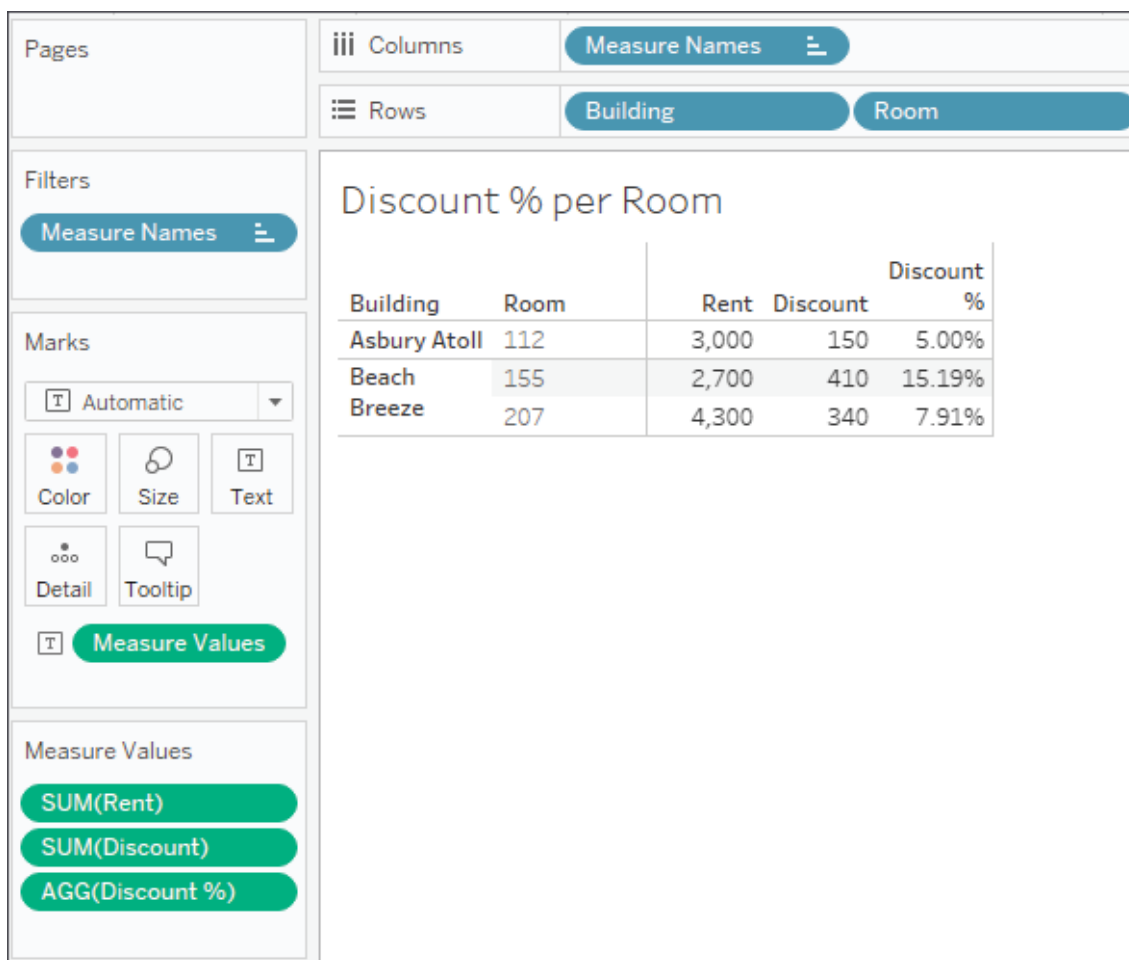 Pages
Columns
Measure Names
Rows
Building Room
Filters
Measure Names
Marks
T Automatic
Color Size T Text
Detail Tooltip
T Measure Values
Measure Values
SUM(Rent)
SUM(Discount)
AGG(Discount %)
Discount % per Room
Building Room Rent Discount Discount %
Asbury Atoll 112 3,000 150 5.00%
Beach Breeze 155 2,700 410 15.19%
207 4,300 340 7.91%